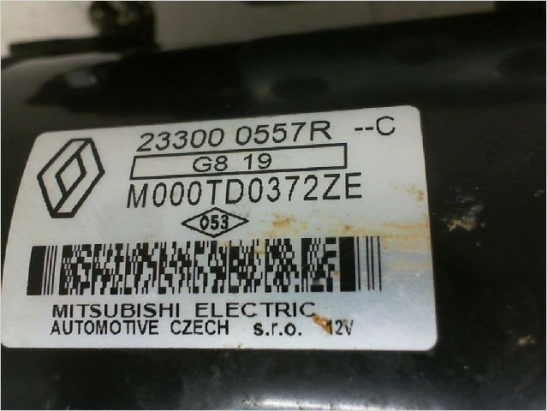 23300 0557R --C
G8 19
M000TD0372ZE
053
MITSUBISHI ELECTRIC
AUTOMOTIVE CZECH s.r.o. 12V